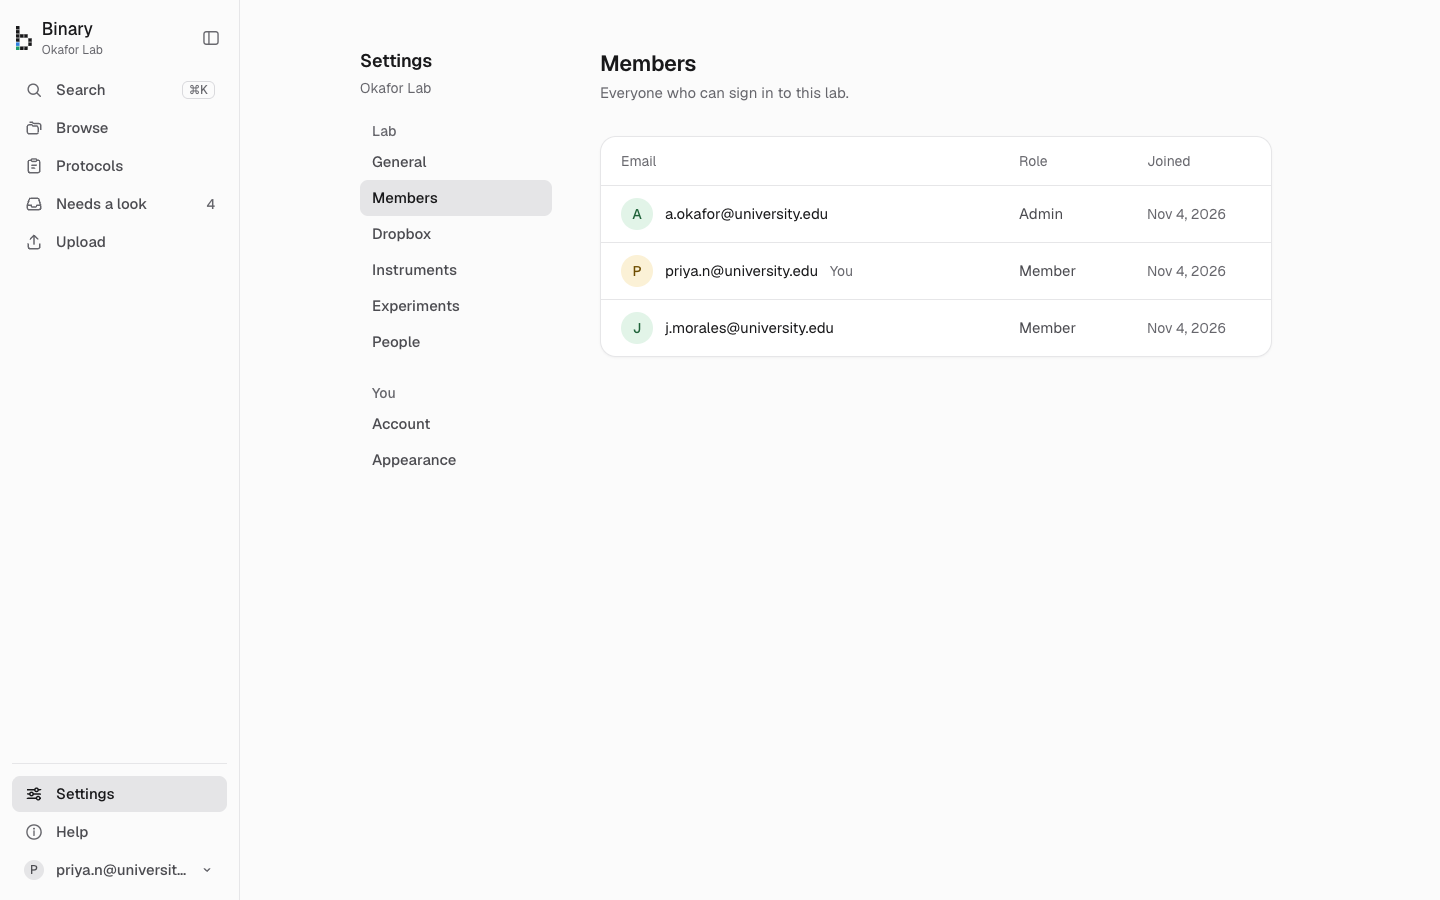 Binary
Okafor Lab
Search ⌘K
Browse
Protocols
Needs a look 4
Upload
Settings
Help
P priya.n@universit...
Settings
Okafor Lab
Lab
General
Members
Dropbox
Instruments
Experiments
People
You
Account
Appearance
Members
Everyone who can sign in to this lab.
Email Role Joined
A a.okafor@university.edu Admin Nov 4, 2026
P priya.n@university.edu You Member Nov 4, 2026
J j.morales@university.edu Member Nov 4, 2026